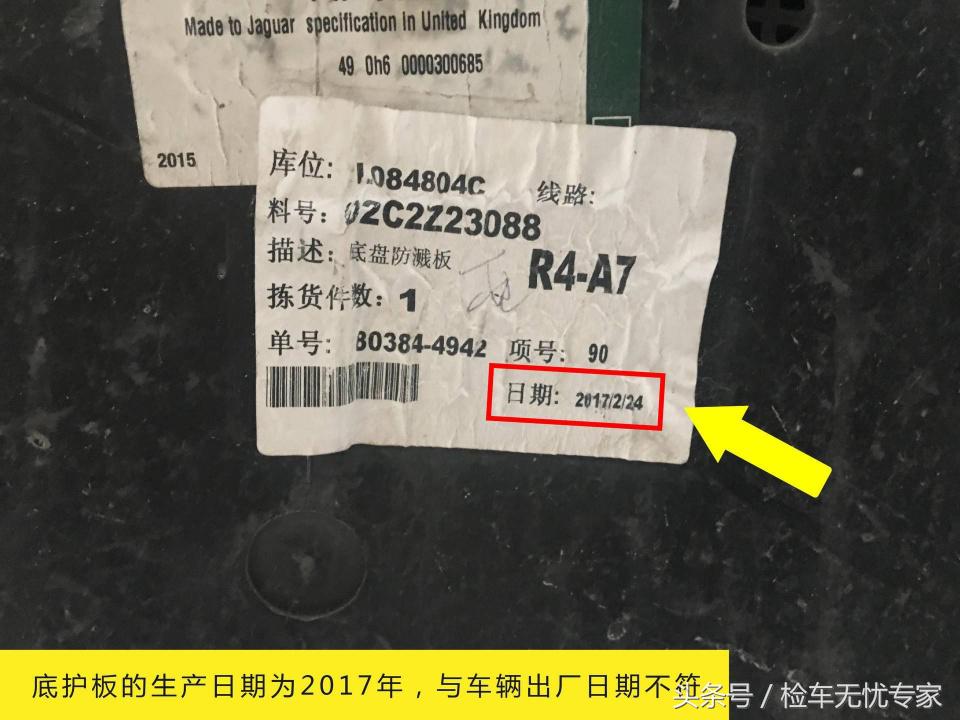 Made to Jaguar specification in United Kingdom
49 0h6 0000300685
2015
库位: L084804C 线路:
料号: 02C2Z23088
描述: 底盘防溅板
R4-A7
拣货件数: 1
单号: 80384-4942 项号: 90
日期: 2017/2/24
底护板的生产日期为2017年，与车辆出厂日期不符
头条号 / 检车无忧专家